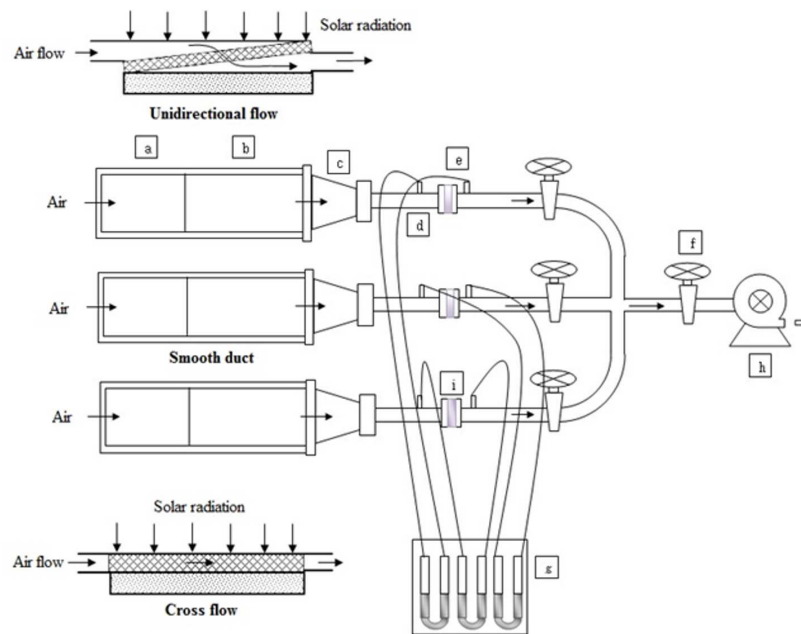 Solar radiation
Air flow
Unidirectional flow
a
b
c
e
Air
d
f
Air
Smooth duct
h
i
Air
Solar radiation
Air flow
g
Cross flow